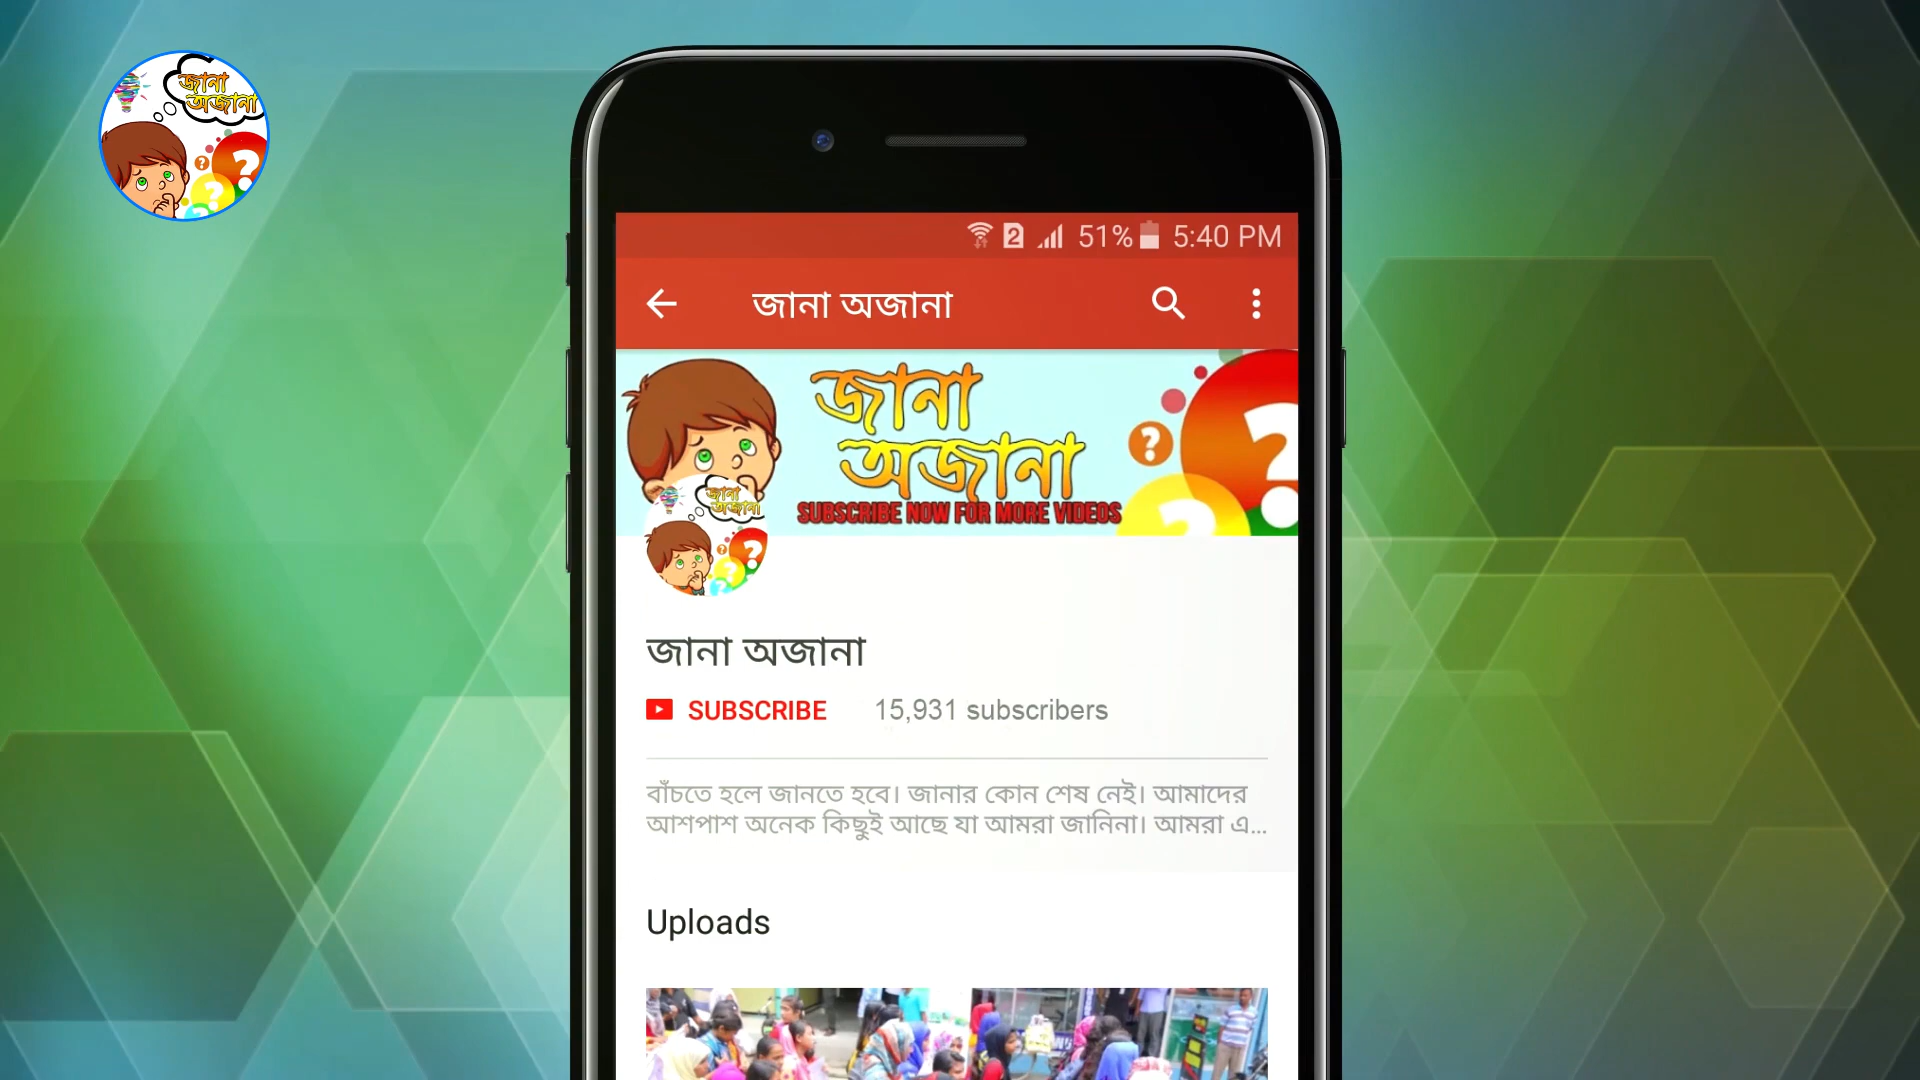 জানা
অজানা
2 51% 5:40 PM
জানা অজানা
জানা
অজানা
SUBSCRIBE NOW FOR MORE VIDEOS
জানা
অজানা
জানা অজানা
SUBSCRIBE 15,931 subscribers
বাঁচতে হলে জানতে হবে। জানার কোন শেষ নেই। আমাদের
আশপাশ অনেক কিছুই আছে যা আমরা জানিনা। আমরা এ...
Uploads